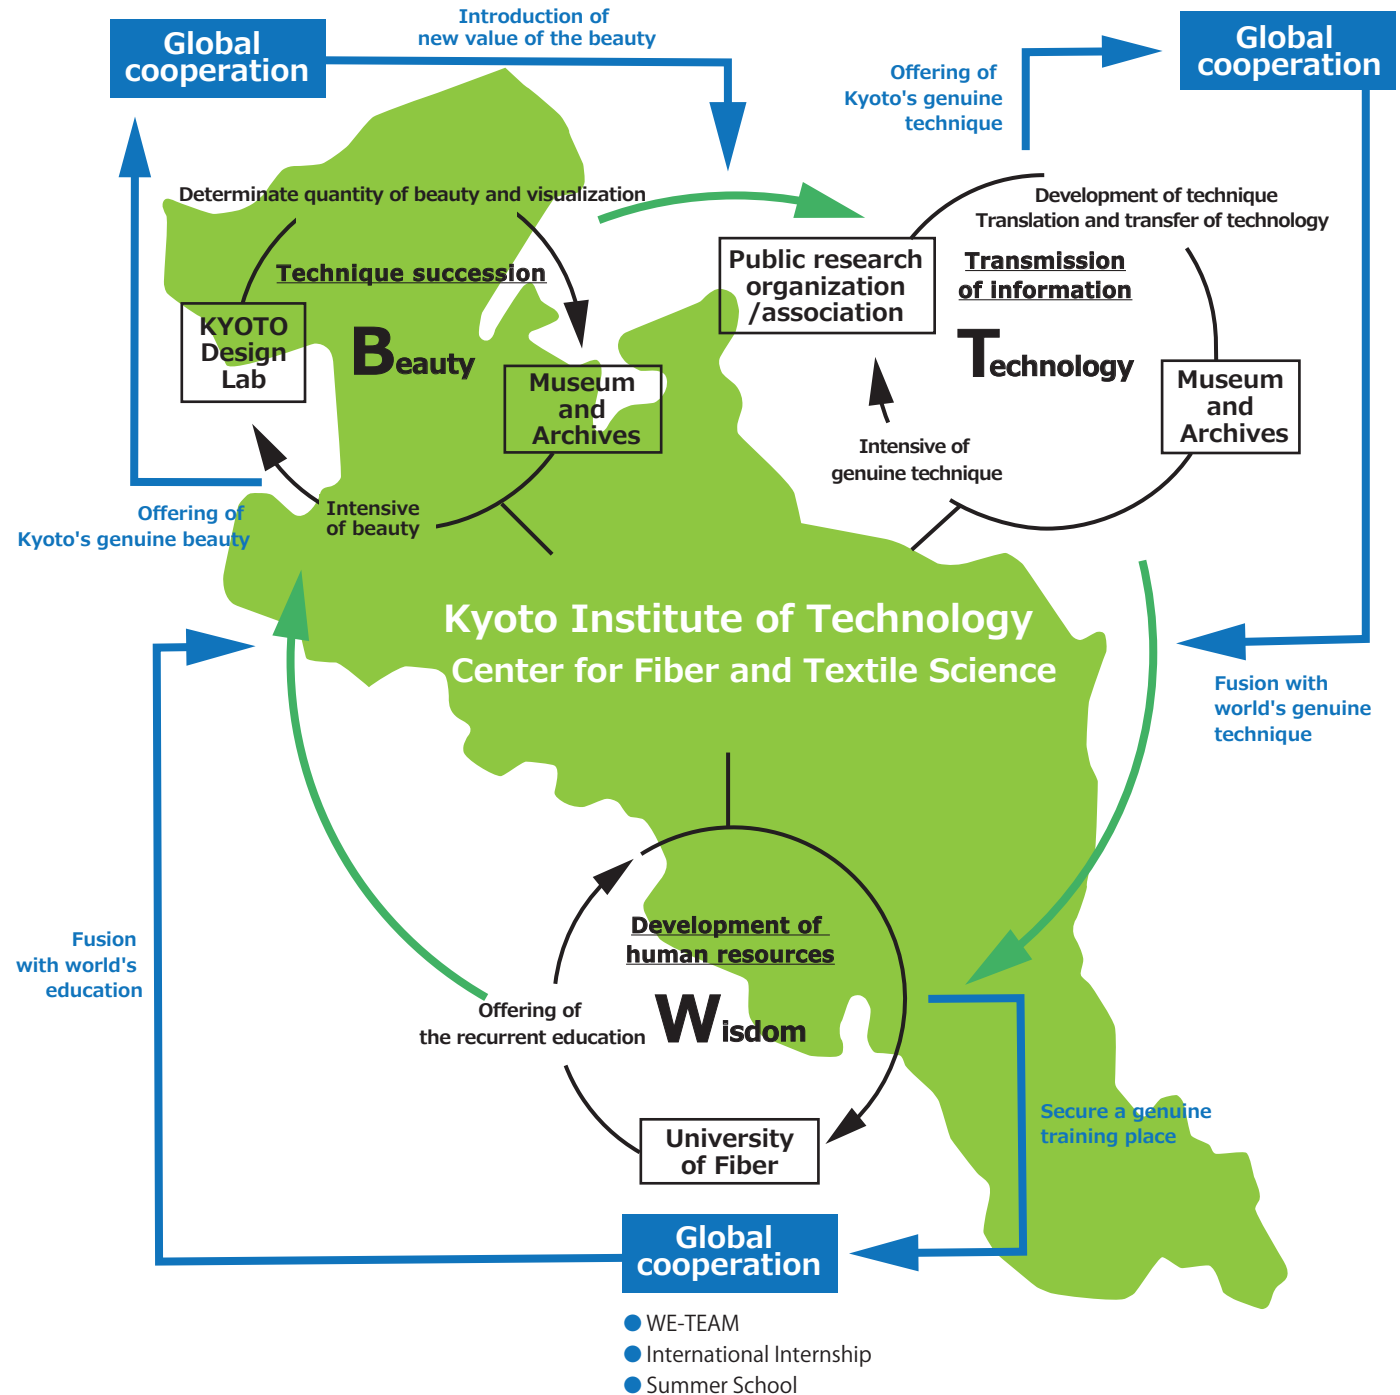 Global
cooperation
Introduction of
new value of the beauty
Offering of
Kyoto's genuine
technique
Global
cooperation
Determinate quantity of beauty and visualization
Technique succession
KYOTO
Design
Lab
Beauty
Museum
and
Archives
Intensive
of beauty
Offering of
Kyoto's genuine beauty
Development of technique
Translation and transfer of technology
Public research
organization
/association
Transmission
of information
Technology
Museum
and
Archives
Intensive of
genuine technique
Kyoto Institute of Technology
Center for Fiber and Textile Science
Fusion with
world's genuine
technique
Fusion
with world's
education
Development of
human resources
Wisdom
Offering of
the recurrent education
University
of Fiber
Secure a genuine
training place
Global
cooperation
● WE-TEAM
● International Internship
● Summer School